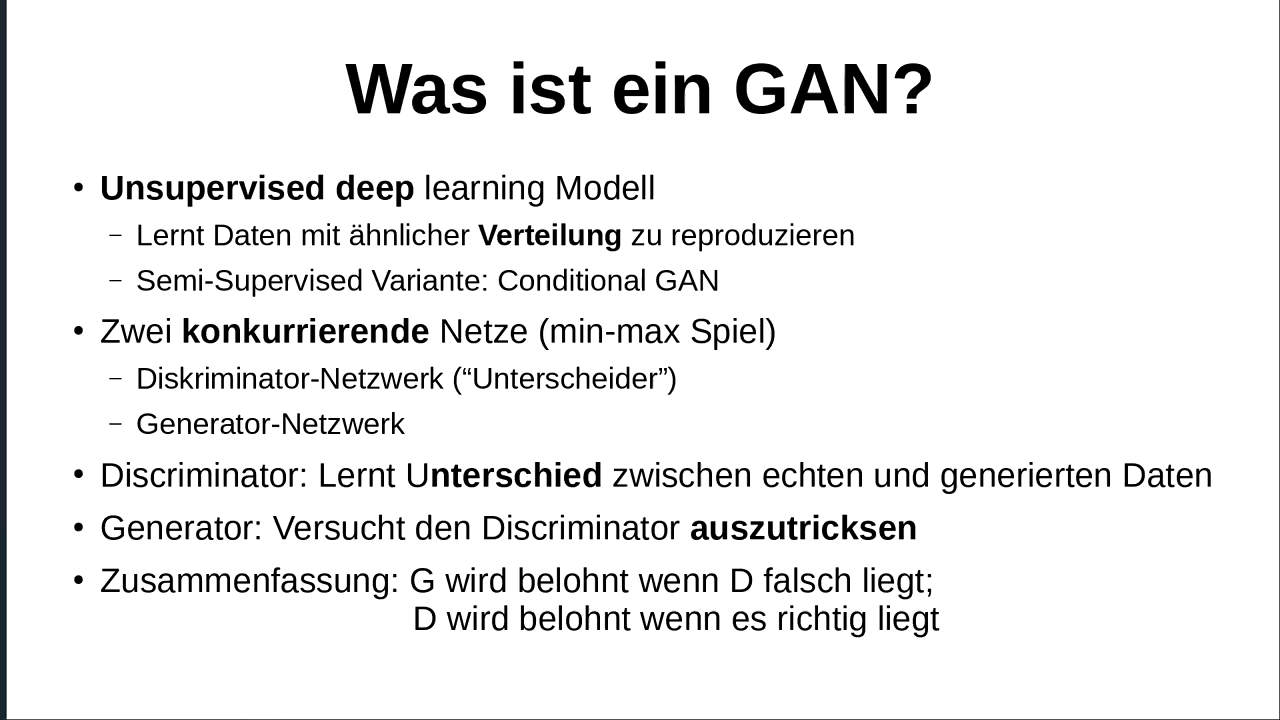 Was ist ein GAN?
• Unsupervised deep learning Modell
– Lernt Daten mit ähnlicher Verteilung zu reproduzieren
– Semi-Supervised Variante: Conditional GAN
• Zwei konkurrierende Netze (min-max Spiel)
– Diskriminator-Netzwerk (“Unterscheider”)
– Generator-Netzwerk
• Discriminator: Lernt Unterschied zwischen echten und generierten Daten
• Generator: Versucht den Discriminator auszutricksen
• Zusammenfassung: G wird belohnt wenn D falsch liegt;
D wird belohnt wenn es richtig liegt